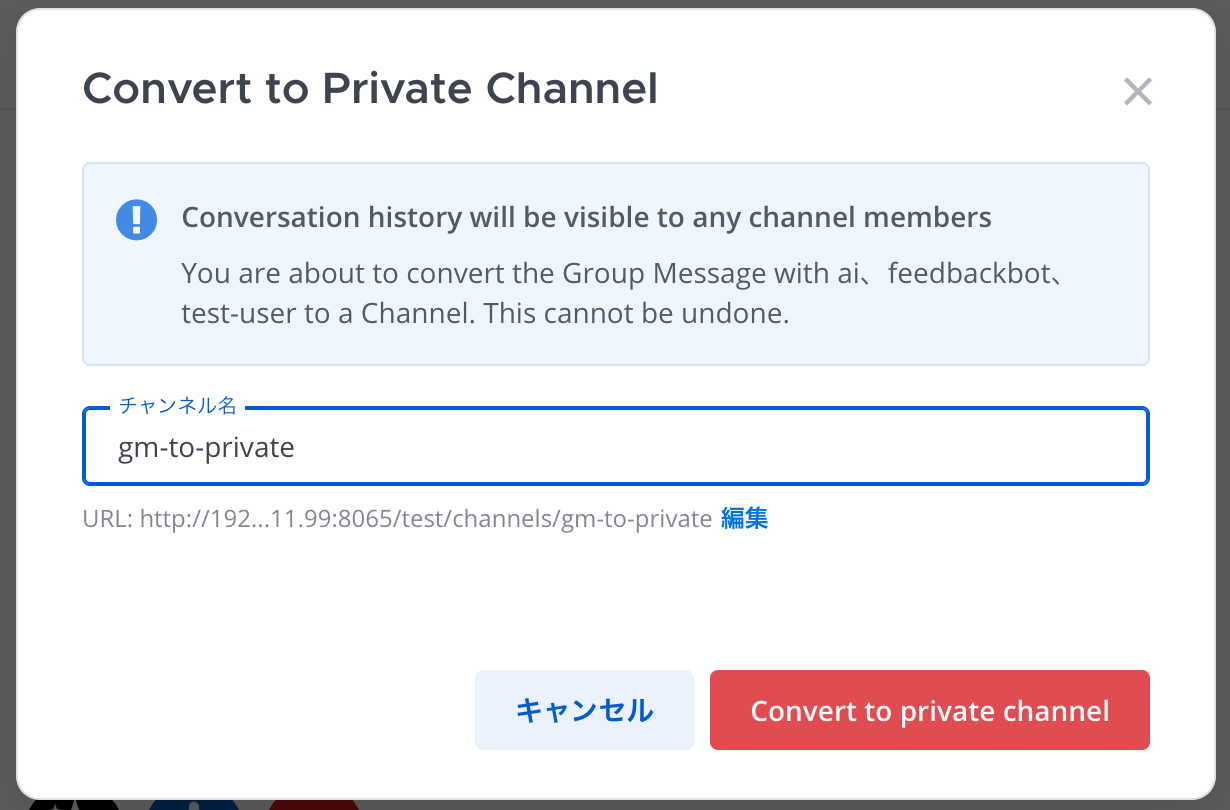 Convert to Private Channel
Conversation history will be visible to any channel members
You are about to convert the Group Message with ai、feedbackbot、
test-user to a Channel. This cannot be undone.
チャンネル名
gm-to-private
URL: http://192...11.99:8065/test/channels/gm-to-private 編集
キャンセル
Convert to private channel